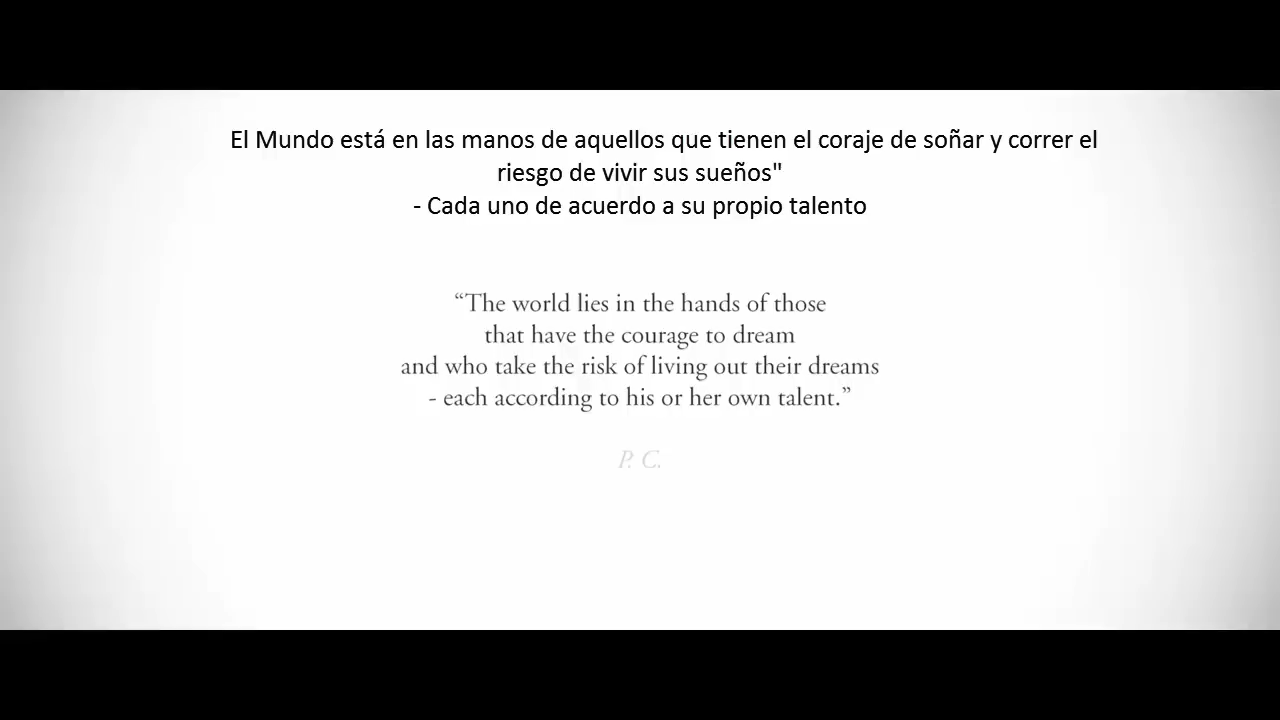 El Mundo está en las manos de aquellos que tienen el coraje de soñar y correr el
riesgo de vivir sus sueños"
- Cada uno de acuerdo a su propio talento
“The world lies in the hands of those
that have the courage to dream
and who take the risk of living out their dreams
- each according to his or her own talent.”
P. C.